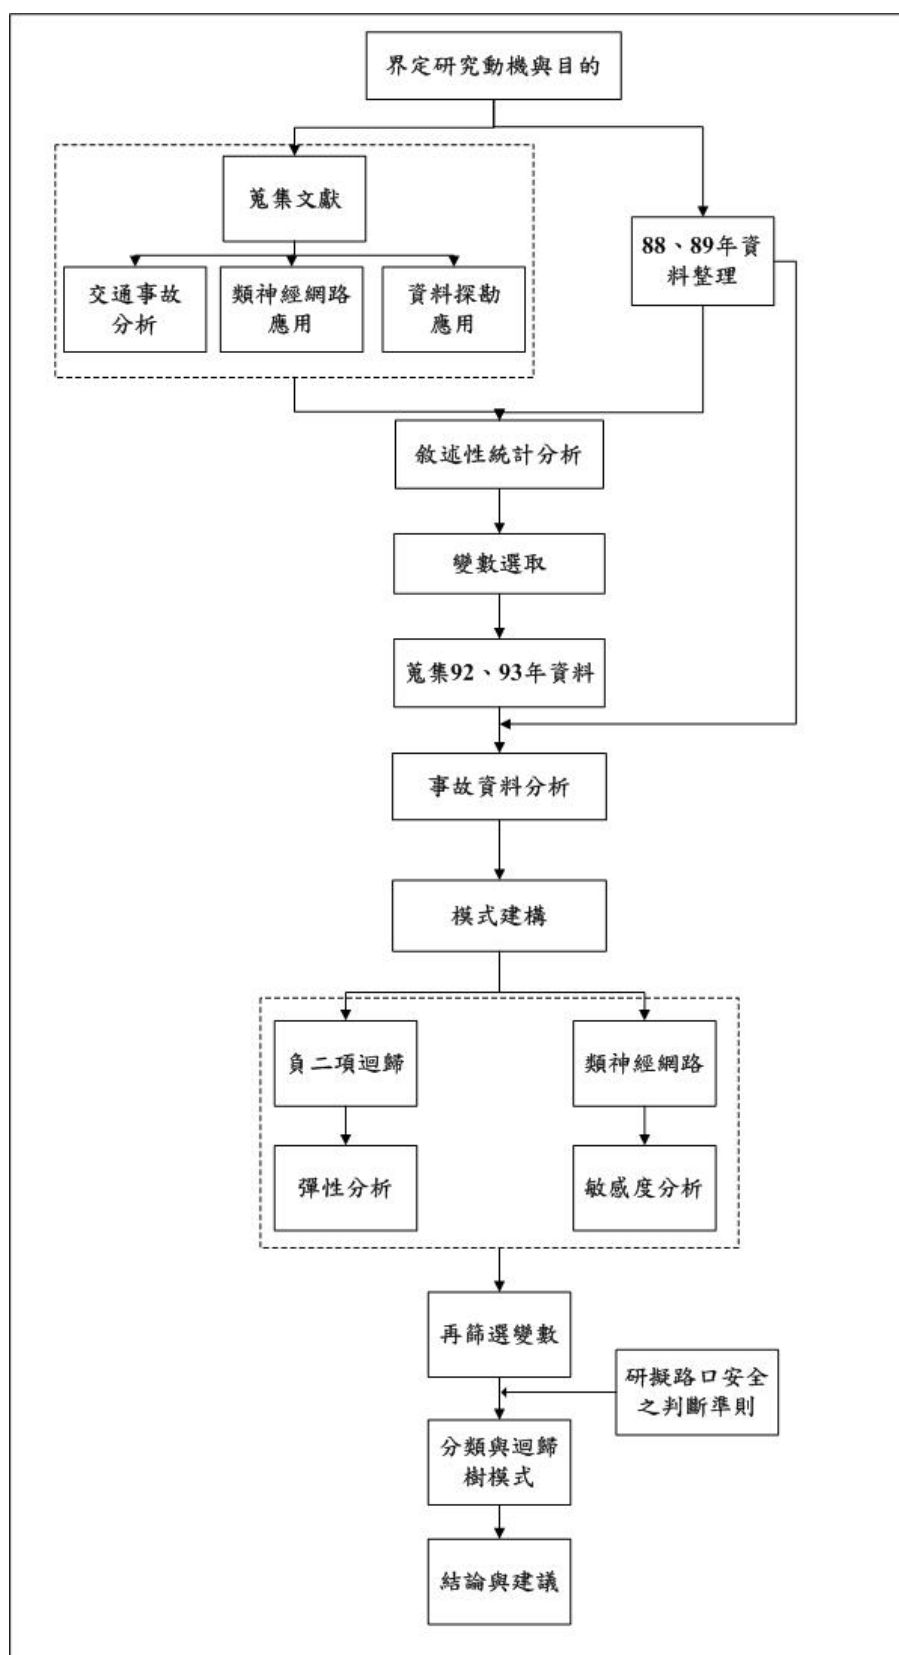 界定研究動機與目的
蒐集文獻
88、89年資
料整理
交通事故
分析
類神經網路
應用
資料探勘
應用
敘述性統計分析
變數選取
蒐集92、93年資料
事故資料分析
模式建構
負二項迴歸
類神經網路
彈性分析
敏感度分析
再篩選變數
研擬路口安全
之判斷準則
分類與迴歸
樹模式
結論與建議